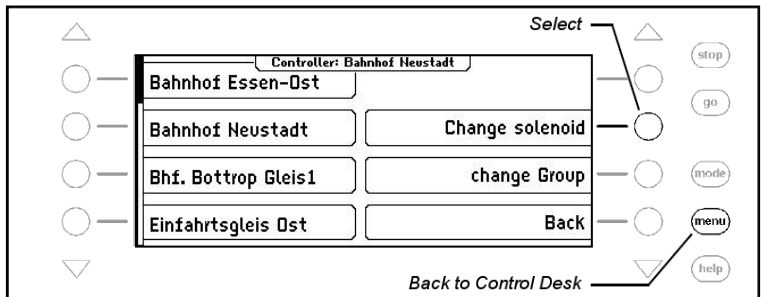 Select
stop
Controller: Bahnhof Neustadt
Bahnhof Essen-Ost
go
Bahnhof Neustadt
Change solenoid
Bhf. Bottrop Gleis1
change Group
mode
Einfahrtsgleis Ost
Back
menu
help
Back to Control Desk